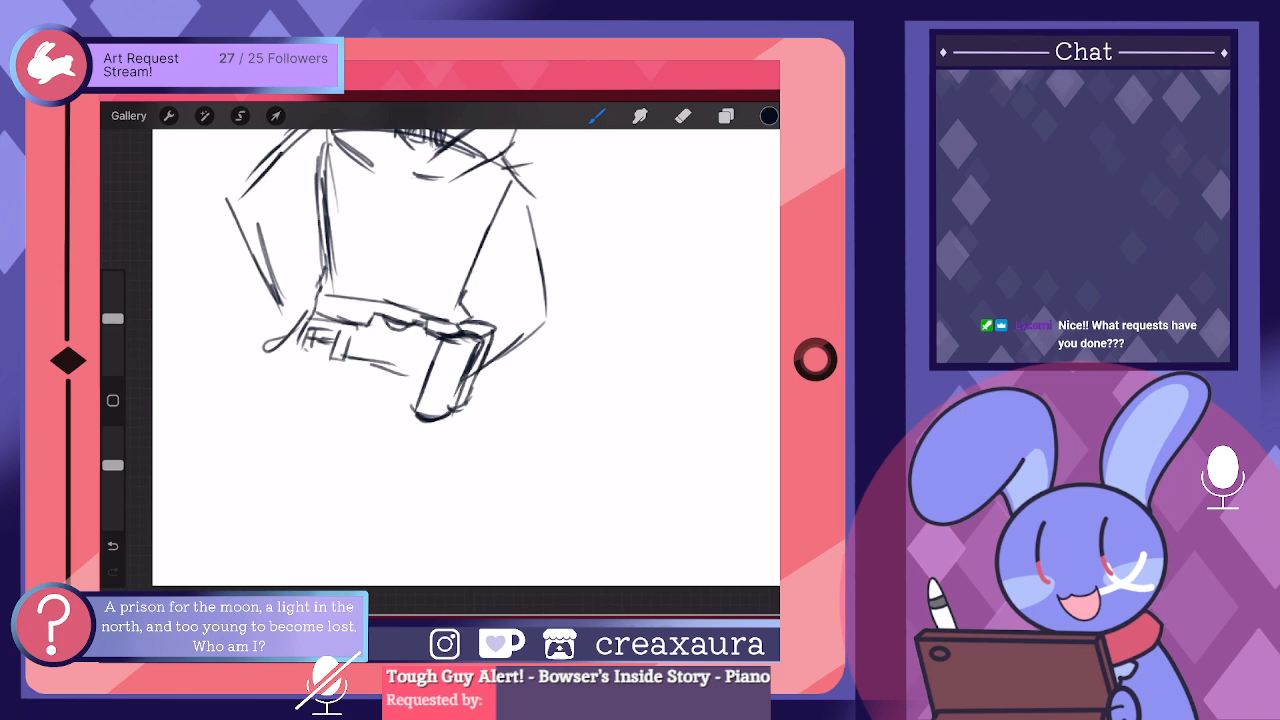 Art Request
Stream!
27 / 25 Followers
Gallery
Chat
Lycomi Nice!! What requests have
you done???
A prison for the moon, a light in the
north, and too young to become lost.
Who am I?
creaxaura
Tough Guy Alert! - Bowser's Inside Story - Piano
Requested by: